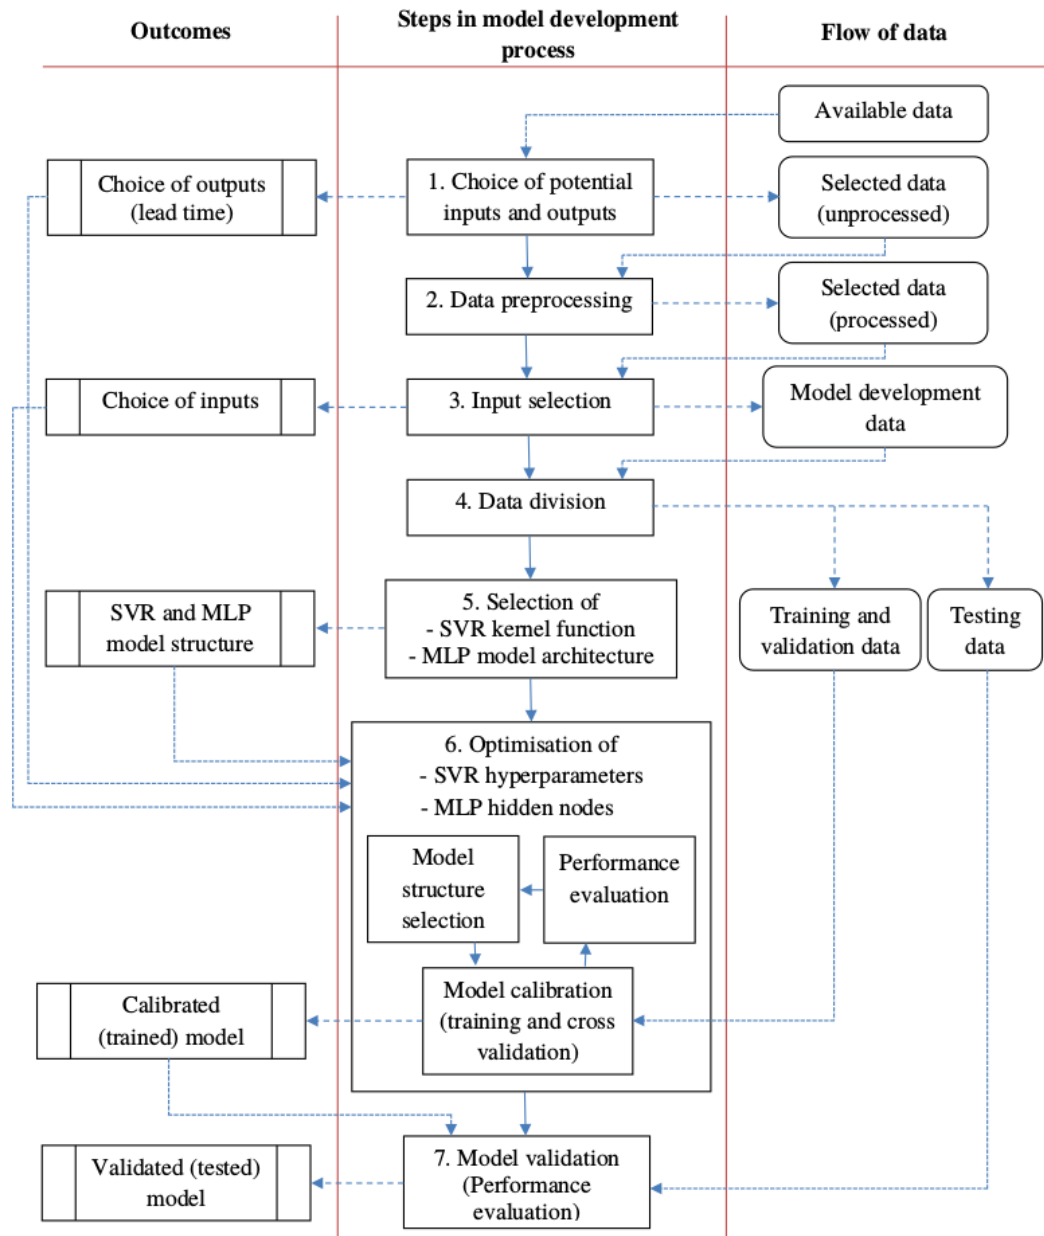 Outcomes
Steps in model development
process
Flow of data
Available data
Choice of outputs
(lead time)
1. Choice of potential
inputs and outputs
Selected data
(unprocessed)
2. Data preprocessing
Selected data
(processed)
Choice of inputs
3. Input selection
Model development
data
4. Data division
SVR and MLP
model structure
5. Selection of
- SVR kernel function
- MLP model architecture
Training and
validation data
Testing
data
6. Optimisation of
- SVR hyperparameters
- MLP hidden nodes
Model
structure
selection
Performance
evaluation
Calibrated
(trained) model
Model calibration
(training and cross
validation)
Validated (tested)
model
7. Model validation
(Performance
evaluation)